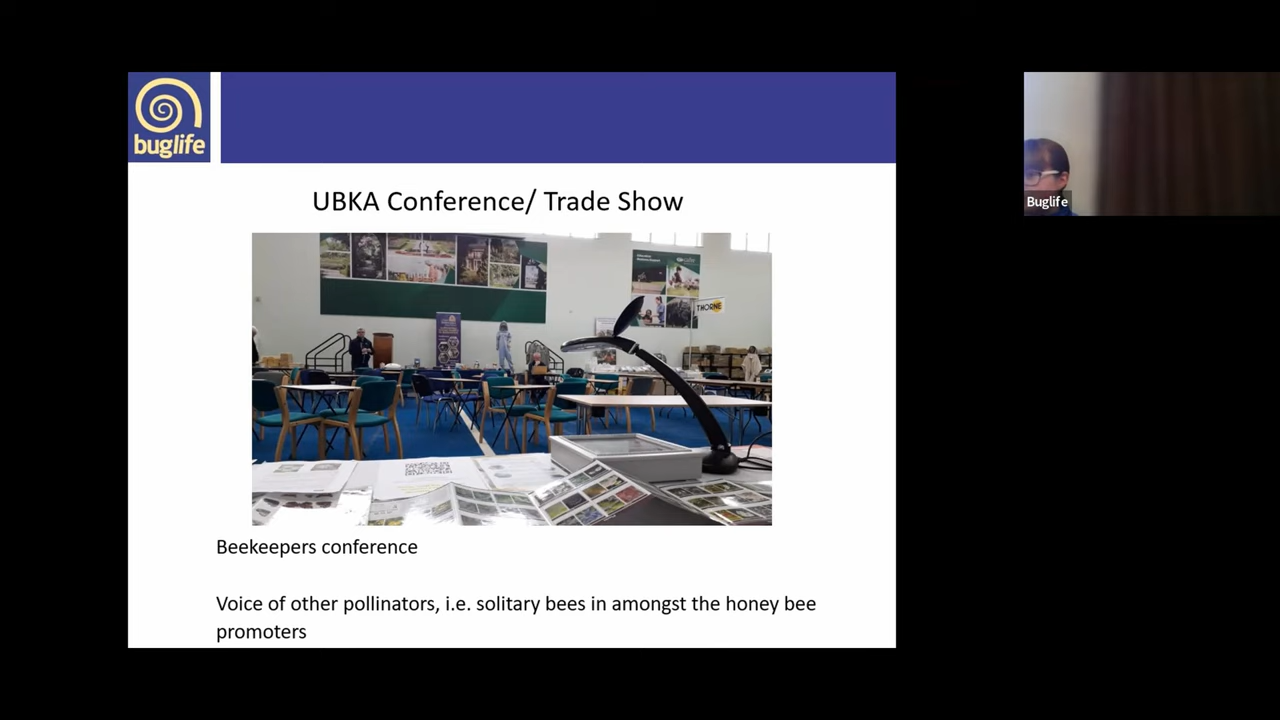 buglife
UBKA Conference/ Trade Show
THORNE
Beekeepers conference
Voice of other pollinators, i.e. solitary bees in amongst the honey bee
promoters
Buglife